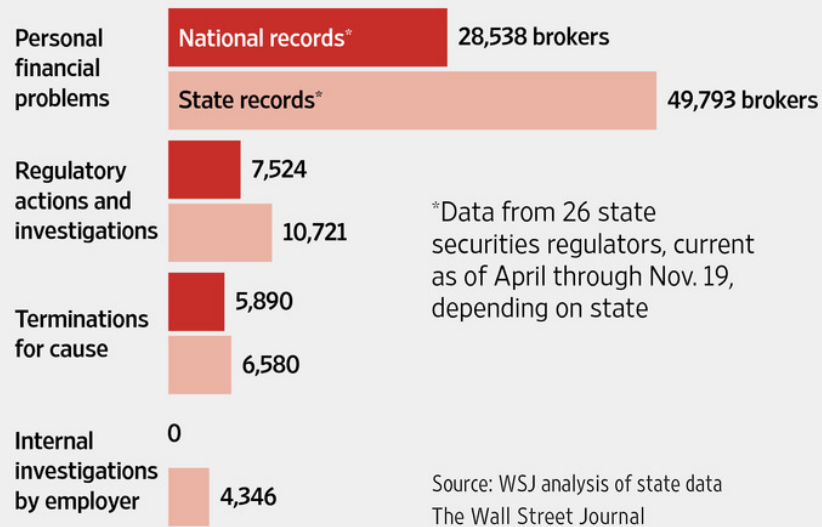 Personal
financial
problems
National records*
28,538 brokers
State records*
49,793 brokers
Regulatory
actions and
investigations
7,524
10,721
*Data from 26 state
securities regulators, current
as of April through Nov. 19,
depending on state
Terminations
for cause
5,890
6,580
Internal
investigations
by employer
0
4,346
Source: WSJ analysis of state data
The Wall Street Journal